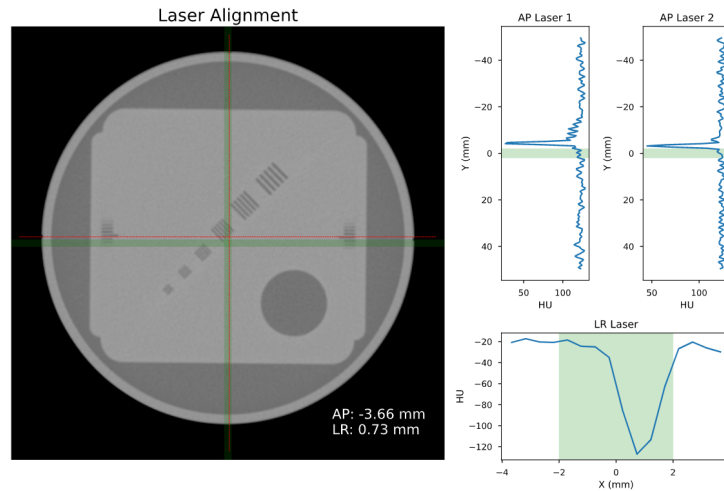 Laser Alignment
AP: -3.66 mm
LR: 0.73 mm
AP Laser 1
−40
−20
0
20
40
Y (mm)
50
100
HU
AP Laser 2
−40
−20
0
20
40
Y (mm)
50
100
HU
LR Laser
−20
−40
−60
−80
−100
−120
HU
−4
−2
0
2
X (mm)